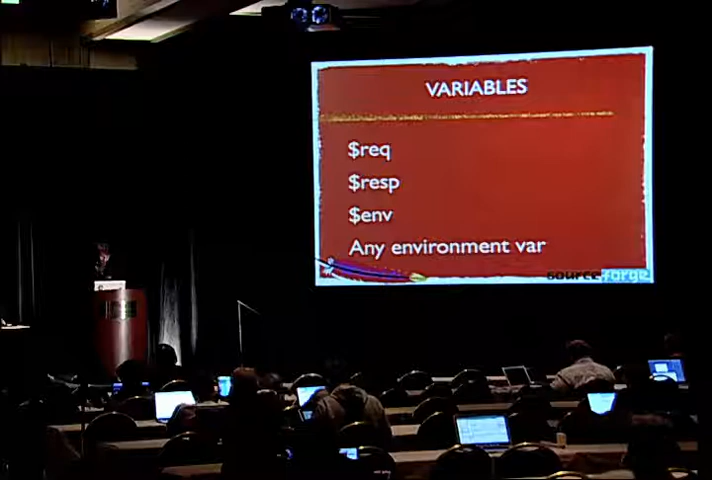 VARIABLES
$req
$resp
$env
Any environment var
sourceforge